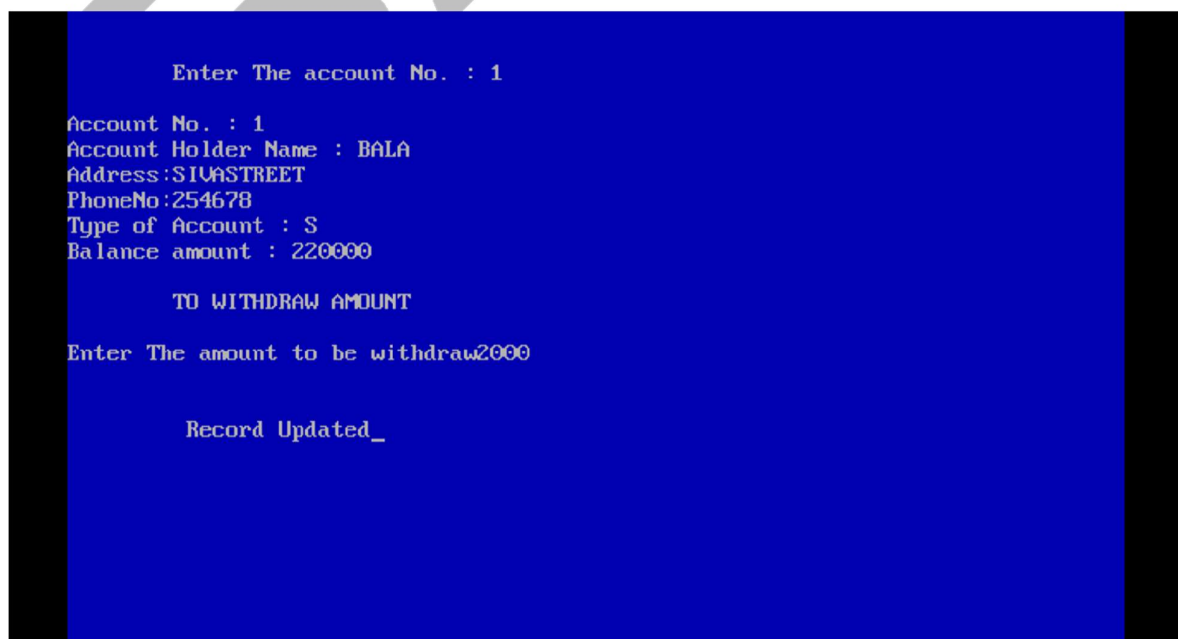 Enter The account No. : 1
Account No. : 1
Account Holder Name : BALA
Address:SIVASTREET
PhoneNo:254678
Type of Account : S
Balance amount : 220000
TO WITHDRAW AMOUNT
Enter The amount to be withdraw2000
Record Updated_